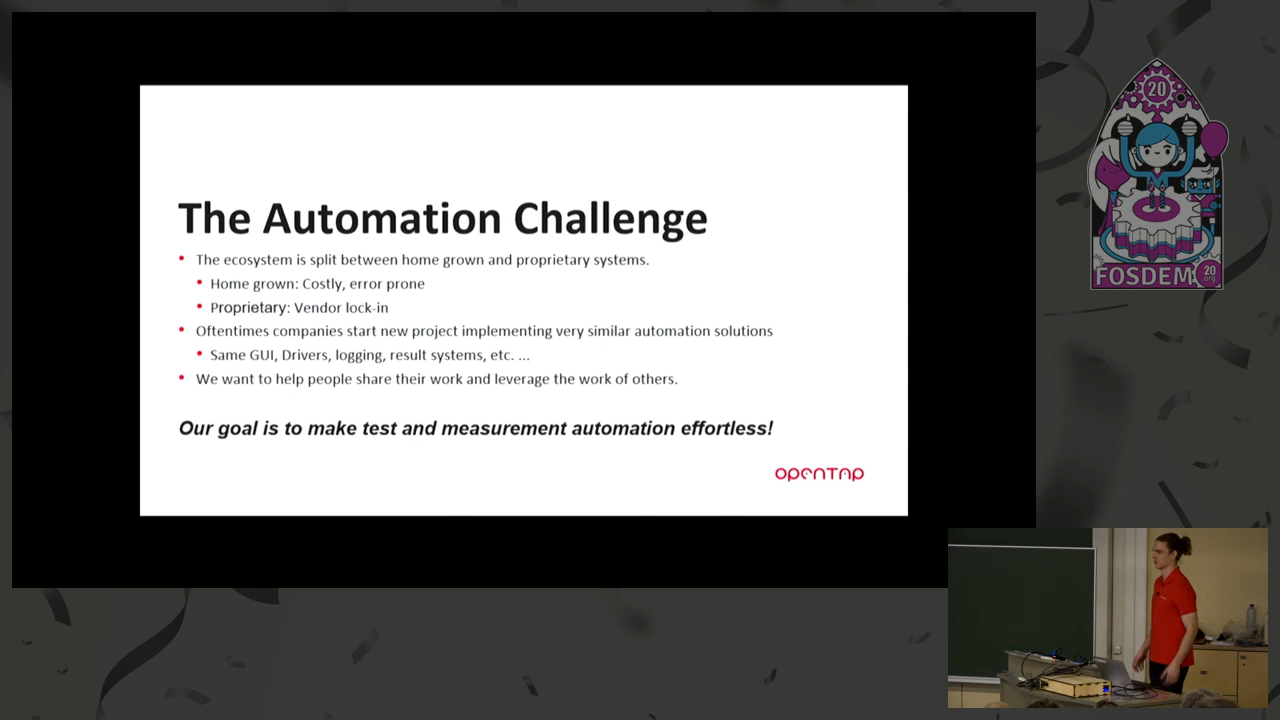 The Automation Challenge
The ecosystem is split between home grown and proprietary systems.
Home grown: Costly, error prone
Proprietary: Vendor lock-in
Oftentimes companies start new project implementing very similar automation solutions
Same GUI, Drivers, logging, result systems, etc. ...
We want to help people share their work and leverage the work of others.
Our goal is to make test and measurement automation effortless!
OPENTAP
20
FOSDEM
20
.org